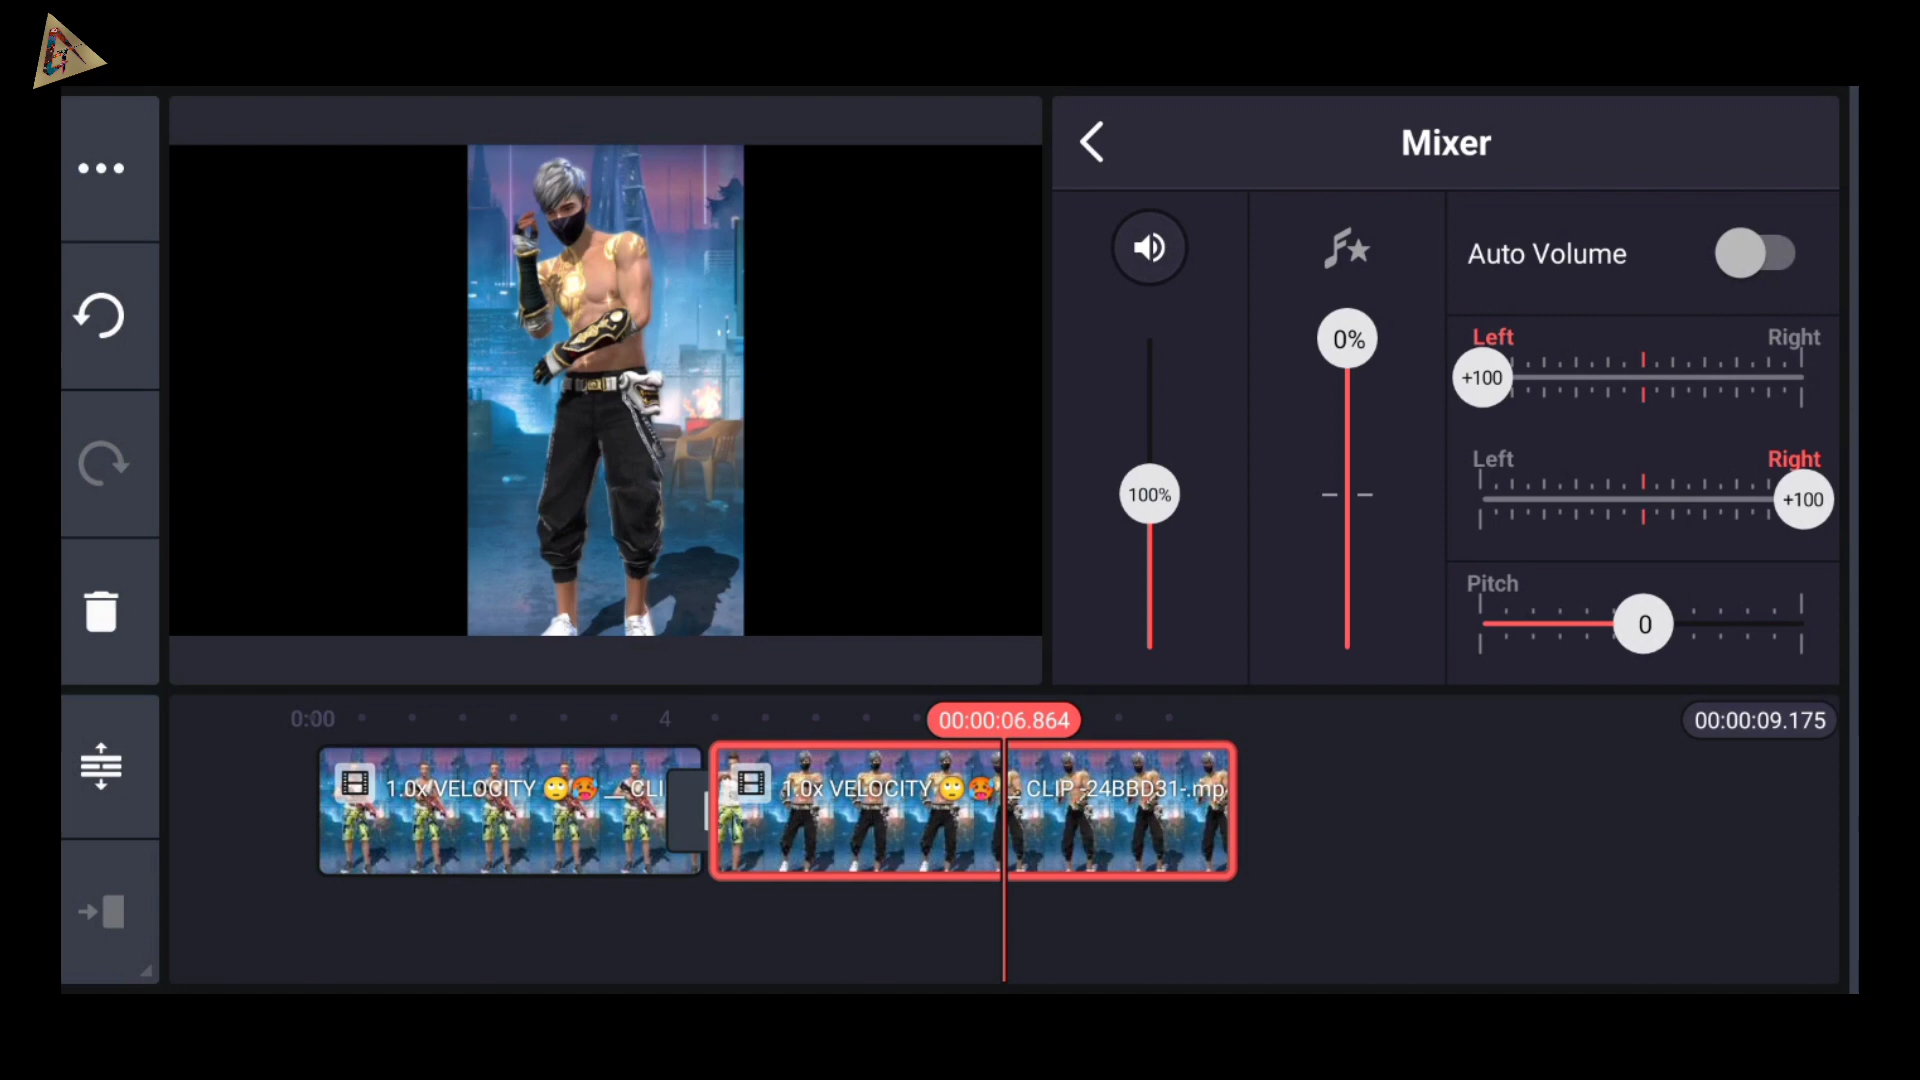 Mixer
Auto Volume
0%
Left
Right
+100
100%
Left
Right
+100
Pitch
0
0:00
4
00:00:06.864
00:00:09.175
1.0x VELOCITY 🙄🥵 __ CLI
1.0x VELOCITY 🙄🥵 _ CLIP -24BBD31-.mp